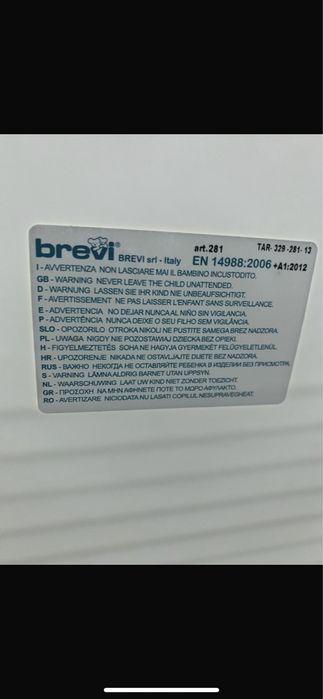 brevi® BREVI srl - Italy art.281 EN 14988:2006 +A1:2012 TAR- 329 -281- 13
I - AVVERTENZA NON LASCIARE MAI IL BAMBINO INCUSTODITO.
GB - WARNING NEVER LEAVE THE CHILD UNATTENDED.
D - WARNUNG LASSEN SIE IHR KIND NIE UNBEAUFSICHTIGT.
F - AVERTISSEMENT NE PAS LAISSER L'ENFANT SANS SURVEILLANCE.
E - ADVERTENCIA NO DEJAR NUNCA AL NIÑO SIN VIGILANCIA.
P - ADVERTÊNCIA NUNCA DEIXE O SEU FILHO SEM VIGILÂNCIA.
SLO - OPOZORILO OTROKA NIKOLI NE PUSTITE SAMEGA BREZ NADZORA.
PL - UWAGA NIGDY NIE POZOSTAWIAJ DZIECKA BEZ OPIEKI.
H - FIGYELMEZTETÉS SOHA NE HAGYJA GYERMEKÉT FELÜGYELETLENÜL.
HR - UPOZORENJE NIKADA NE OSTAVLJAJTE DIJETE BEZ NADZORA.
RUS - ВАЖНО НЕКОГДА НЕ ОСТАВЛЯЙТЕ РЕБЕНКА В ИЗДЕЛИИ БЕЗ ПРИСМОТРА.
S - VARNING LÄMNA ALDRIG BARNET UTAN UPPSYN.
NL - WAARSCHUWING LAAT UW KIND NIET ZONDER TOEZICHT.
GR - ΠΡΟΣΟΧΗ ΝΑ ΜΗΝ ΑΦΗΝΕΤΕ ΠΟΤΕ ΤΟ ΜΩΡΟ ΑΦΥΛΑΚΤΟ.
RO - AVERTIZARE NICIODATA NU LASATI COPILUL NESUPRAVEGHEAT.